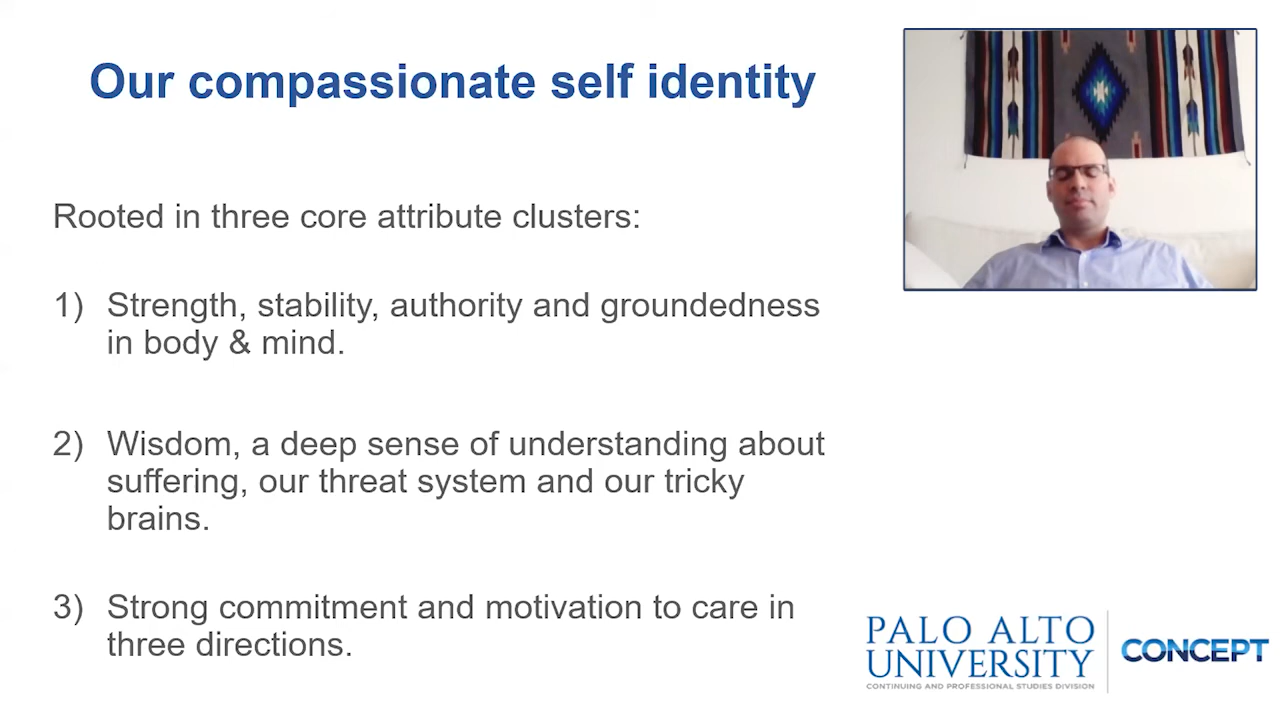 Our compassionate self identity
Rooted in three core attribute clusters:
1) Strength, stability, authority and groundedness
in body & mind.
2) Wisdom, a deep sense of understanding about
suffering, our threat system and our tricky
brains.
3) Strong commitment and motivation to care in
three directions.
PALO ALTO
UNIVERSITY
CONTINUING AND PROFESSIONAL STUDIES DIVISION
CONCEPT